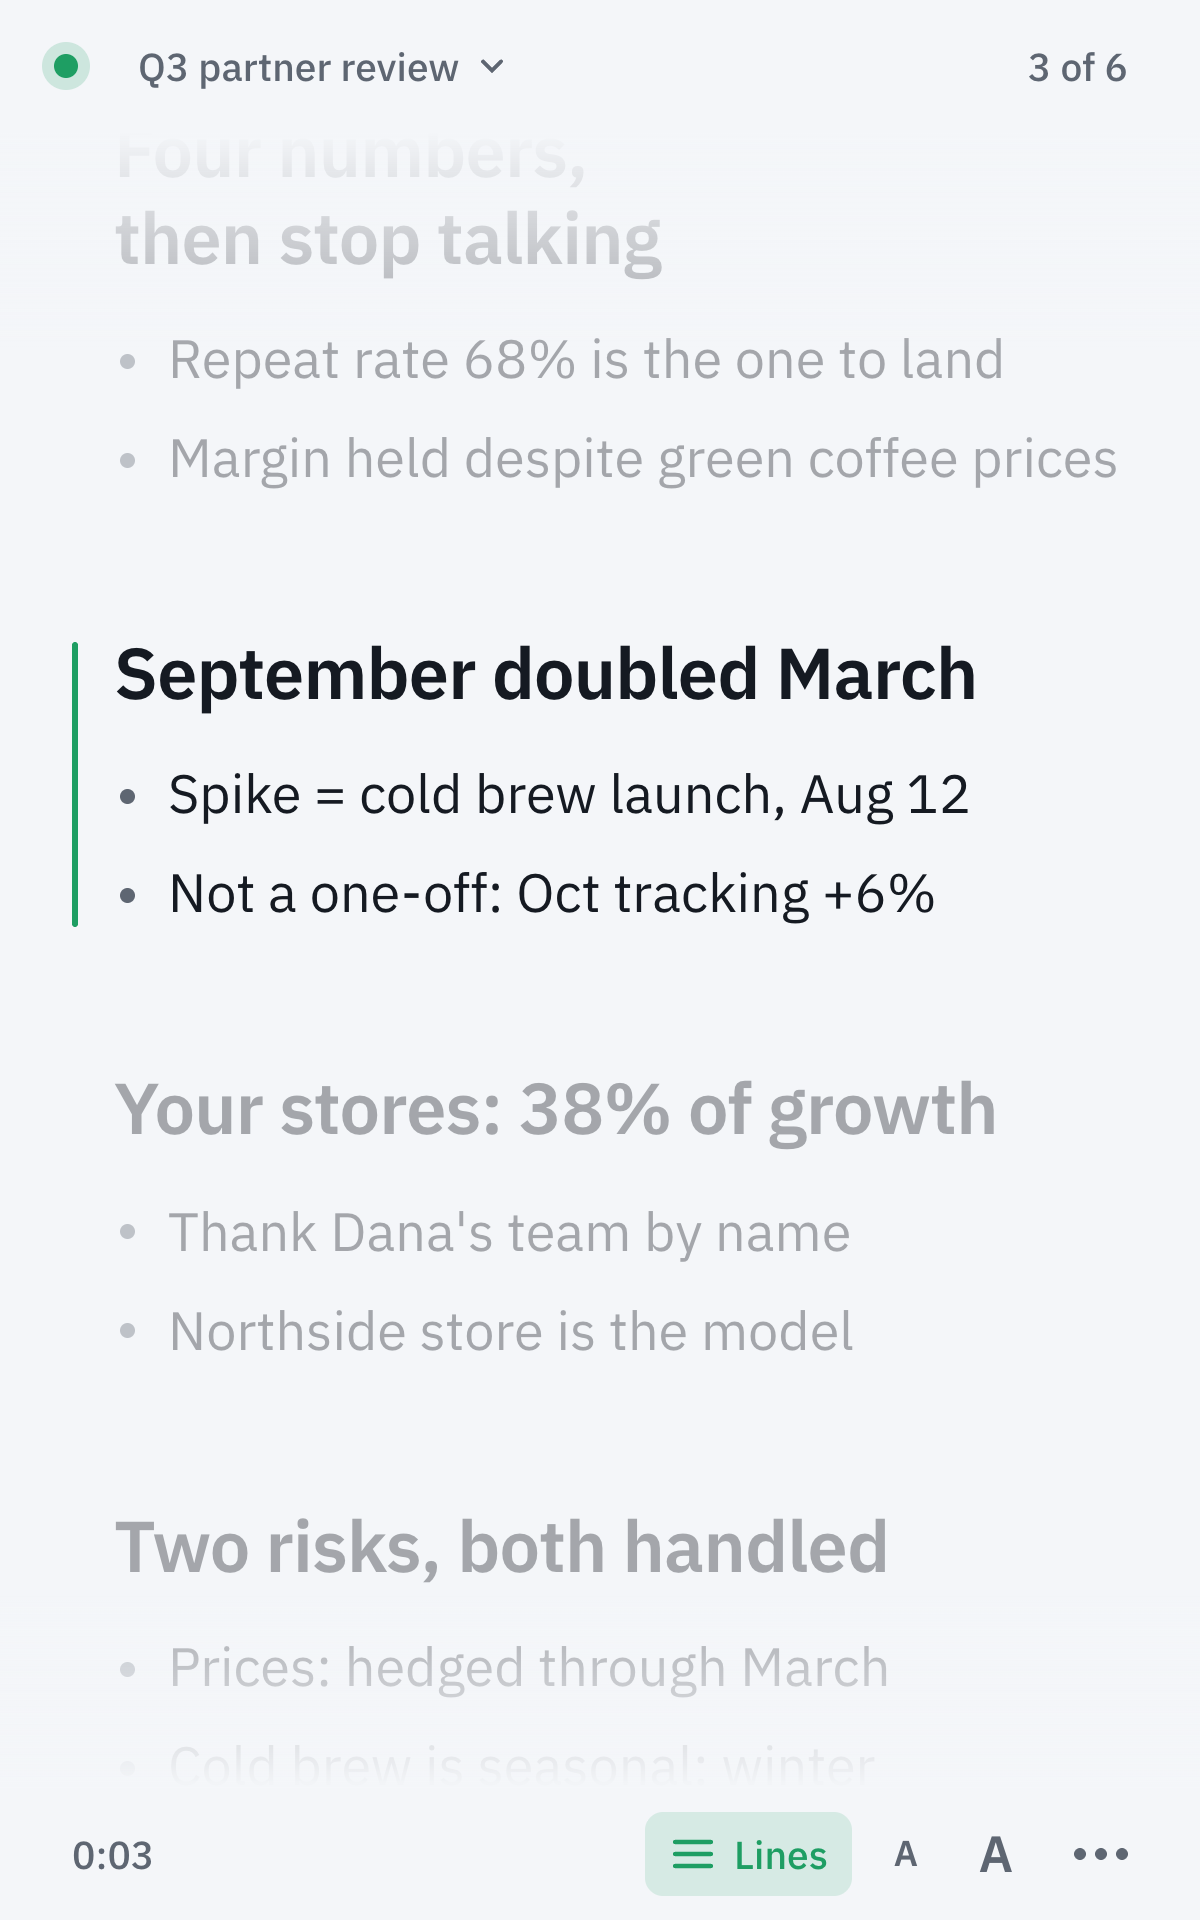 Q3 partner review
3 of 6
Four numbers,
then stop talking
• Repeat rate 68% is the one to land
• Margin held despite green coffee prices
September doubled March
• Spike = cold brew launch, Aug 12
• Not a one-off: Oct tracking +6%
Your stores: 38% of growth
• Thank Dana's team by name
• Northside store is the model
Two risks, both handled
• Prices: hedged through March
• Cold brew is seasonal: winter
0:03
Lines
A
A